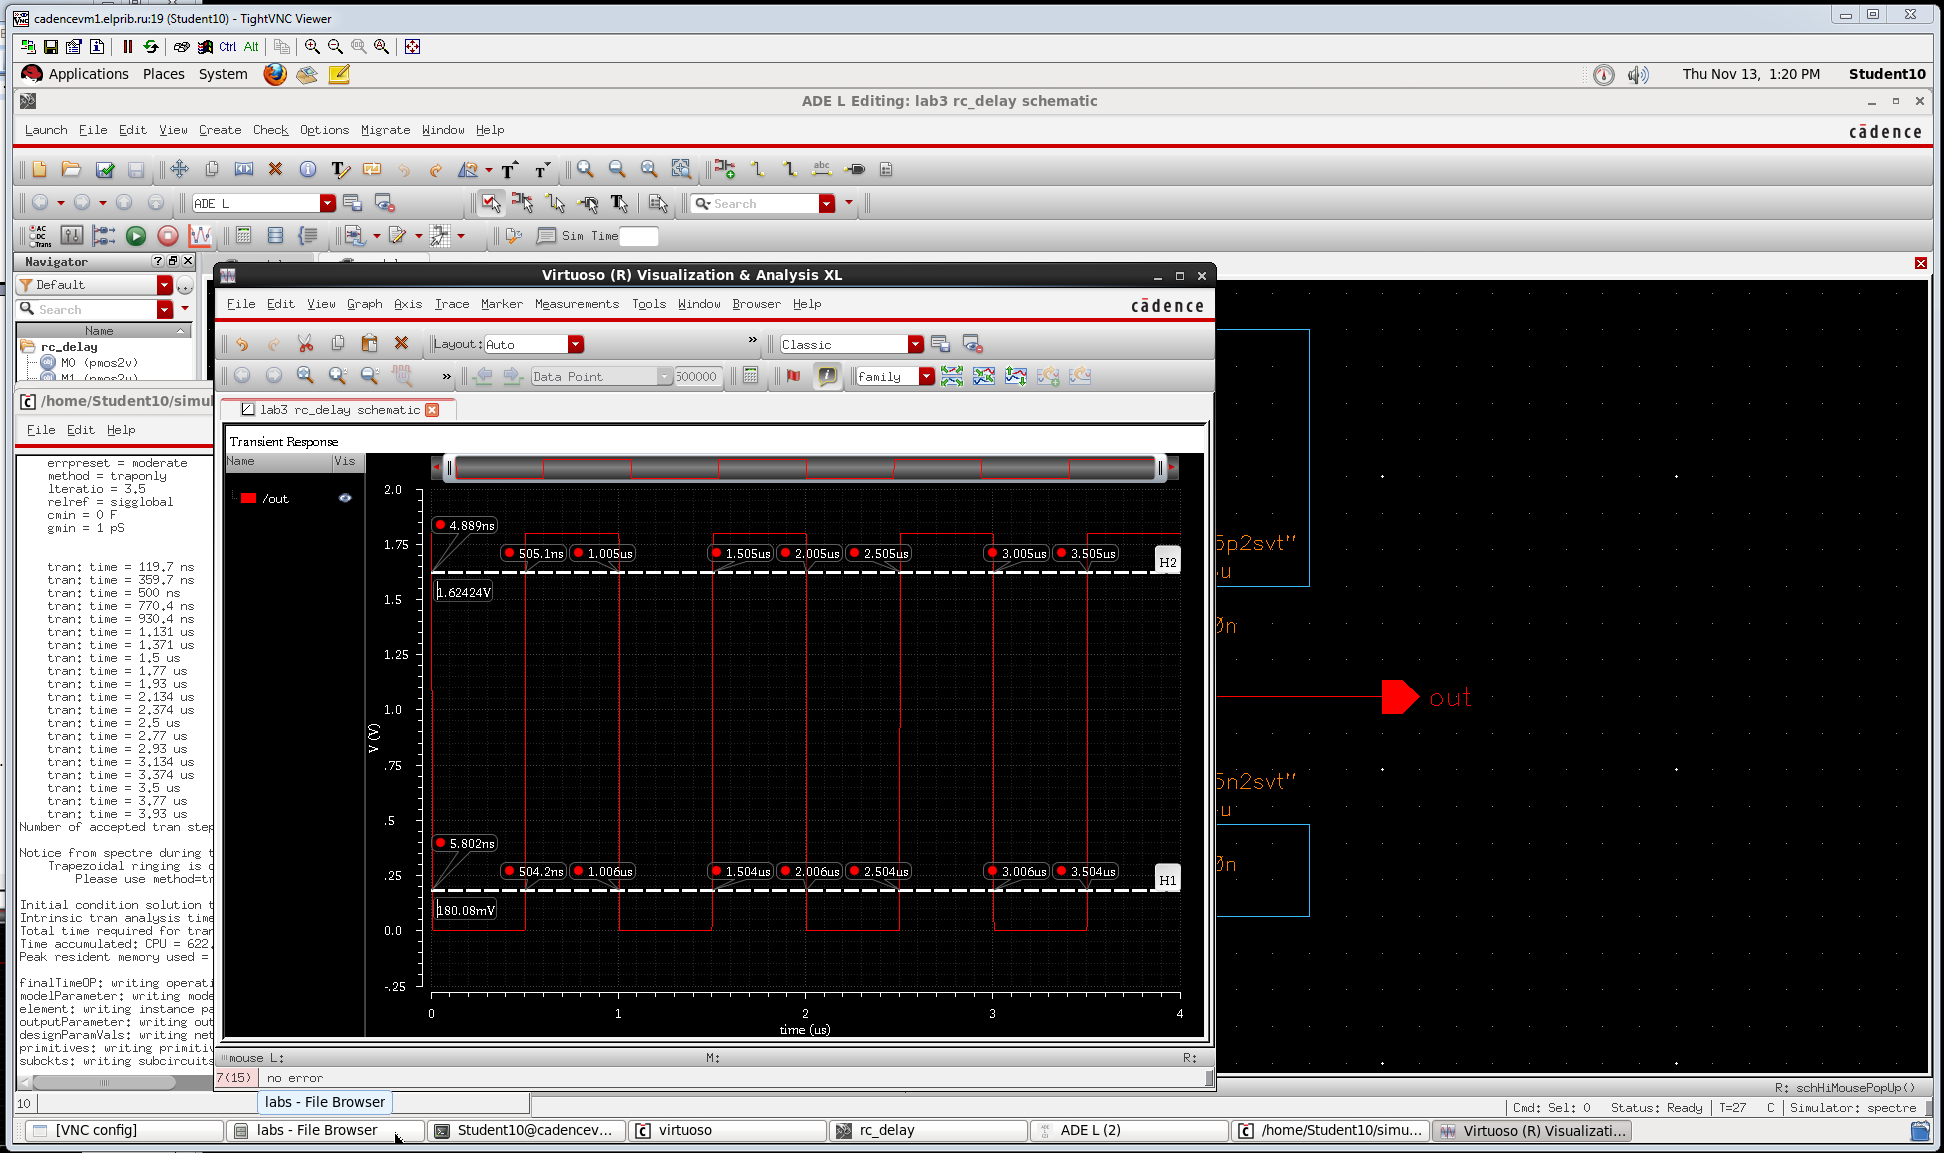 cadencevm1.elprib.ru:19 (Student10) - TightVNC Viewer
Ctrl Alt
Applications Places System Thu Nov 13, 1:20 PM Student10
ADE L Editing: lab3 rc_delay schematic
Launch File Edit View Create Check Options Migrate Window Help cādence
ADE L Search
AC
DC
Trans
Sim Time
Navigator
Default
Search
Name
rc_delay
M0 (pmos2v)
M1 (pmos2v)
Virtuoso (R) Visualization & Analysis XL
File Edit View Graph Axis Trace Marker Measurements Tools Window Browser Help cādence
Layout: Auto » Classic
» Data Point 500000 family
lab3 rc_delay schematic
Transient Response
Name Vis
/out
2.0
1.75
1.5
1.25
1.0
.75
.5
.25
0.0
-.25
V (V)
4.889ns
505.1ns 1.005us 1.505us 2.005us 2.505us 3.005us 3.505us
H2
1.62424V
5.802ns
504.2ns 1.006us 1.504us 2.006us 2.504us 3.006us 3.504us
H1
180.08mV
0 1 2 3 4
time (us)
mouse L: M: R:
7(15) no error
/home/Student10/simul
File Edit Help
errpreset = moderate
method = traponly
lteratio = 3.5
relref = sigglobal
cmin = 0 F
gmin = 1 pS
tran: time = 119.7 ns
tran: time = 359.7 ns
tran: time = 500 ns
tran: time = 770.4 ns
tran: time = 930.4 ns
tran: time = 1.131 us
tran: time = 1.371 us
tran: time = 1.5 us
tran: time = 1.77 us
tran: time = 1.93 us
tran: time = 2.134 us
tran: time = 2.374 us
tran: time = 2.5 us
tran: time = 2.77 us
tran: time = 2.93 us
tran: time = 3.134 us
tran: time = 3.374 us
tran: time = 3.5 us
tran: time = 3.77 us
tran: time = 3.93 us
Number of accepted tran step
Notice from spectre during t
Trapezoidal ringing is d
Please use method=tr
Initial condition solution t
Intrinsic tran analysis time
Total time required for tran
Time accumulated: CPU = 622.
Peak resident memory used =
finalTimeOP: writing operati
modelParameter: writing mode
element: writing instance pa
outputParameter: writing out
designParamVals: writing net
primitives: writing primitiv
subckts: writing subcircuits
5p2svt"
u
0n
out
5n2svt"
u
0n
R: schHiMousePopUp()
10
labs - File Browser
Cmd: Sel: 0 Status: Ready T=27 C Simulator: spectre
[VNC config] labs - File Browser Student10@cadencev... virtuoso rc_delay ADE L (2) /home/Student10/simu... Virtuoso (R) Visualizati...